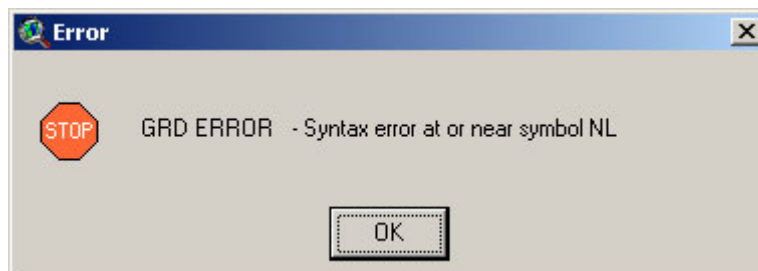 Error
STOP
GRD ERROR - Syntax error at or near symbol NL
OK